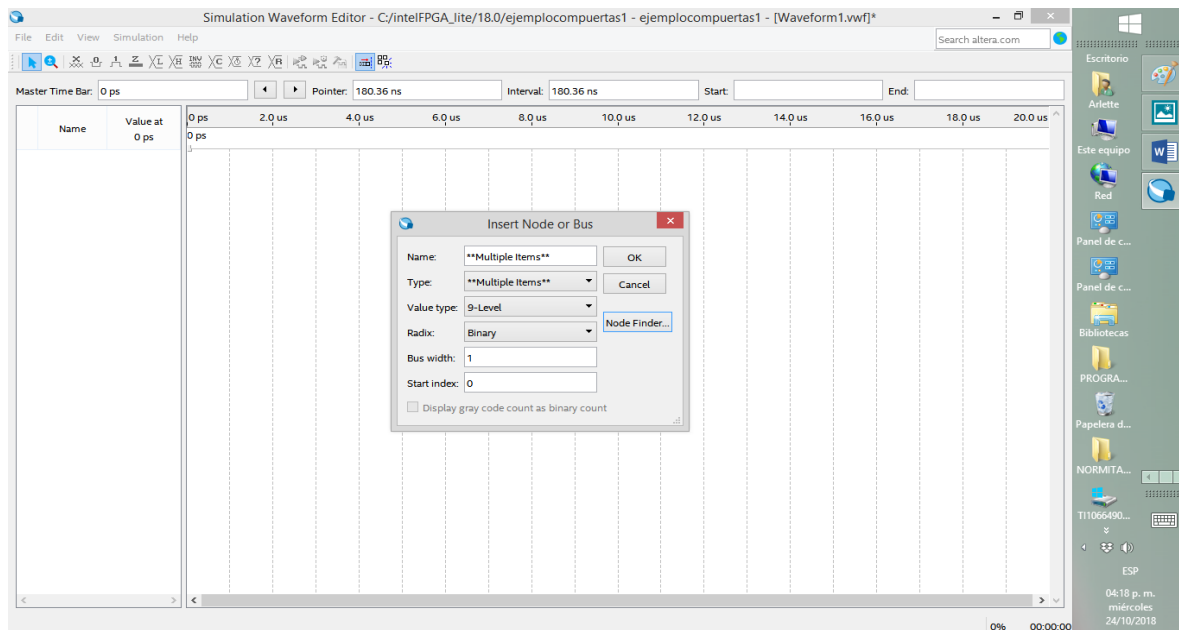 Simulation Waveform Editor - C:/intelFPGA_lite/18.0/ejemplocompuertas1 - ejemplocompuertas1 - [Waveform1.vwf]*
File Edit View Simulation Help
Search altera.com
Master Time Bar: 0 ps
Pointer: 180.36 ns
Interval: 180.36 ns
Start:
End:
Name
Value at
0 ps
0 ps 2.0 us 4.0 us 6.0 us 8.0 us 10.0 us 12.0 us 14.0 us 16.0 us 18.0 us 20.0 us
0 ps
Insert Node or Bus
Name: **Multiple Items**
OK
Type: **Multiple Items**
Cancel
Value type: 9-Level
Node Finder...
Radix: Binary
Bus width: 1
Start index: 0
Display gray code count as binary count
0% 00:00:00
Escritorio
Arlette
Este equipo
Red
Panel de c...
Panel de c...
Bibliotecas
PROGRA...
Papelera d...
NORMITA...
TI1066490...
ESP
04:18 p. m.
miércoles
24/10/2018